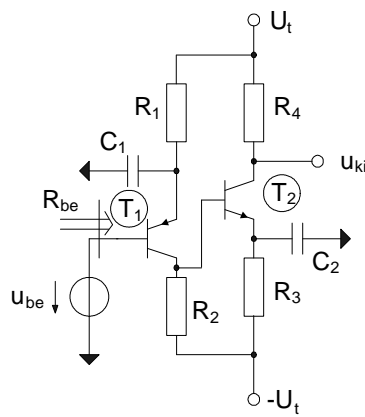 U_t
R_1
R_4
C_1
u_ki
R_be
T_1
T_2
C_2
u_be
R_2
R_3
-U_t